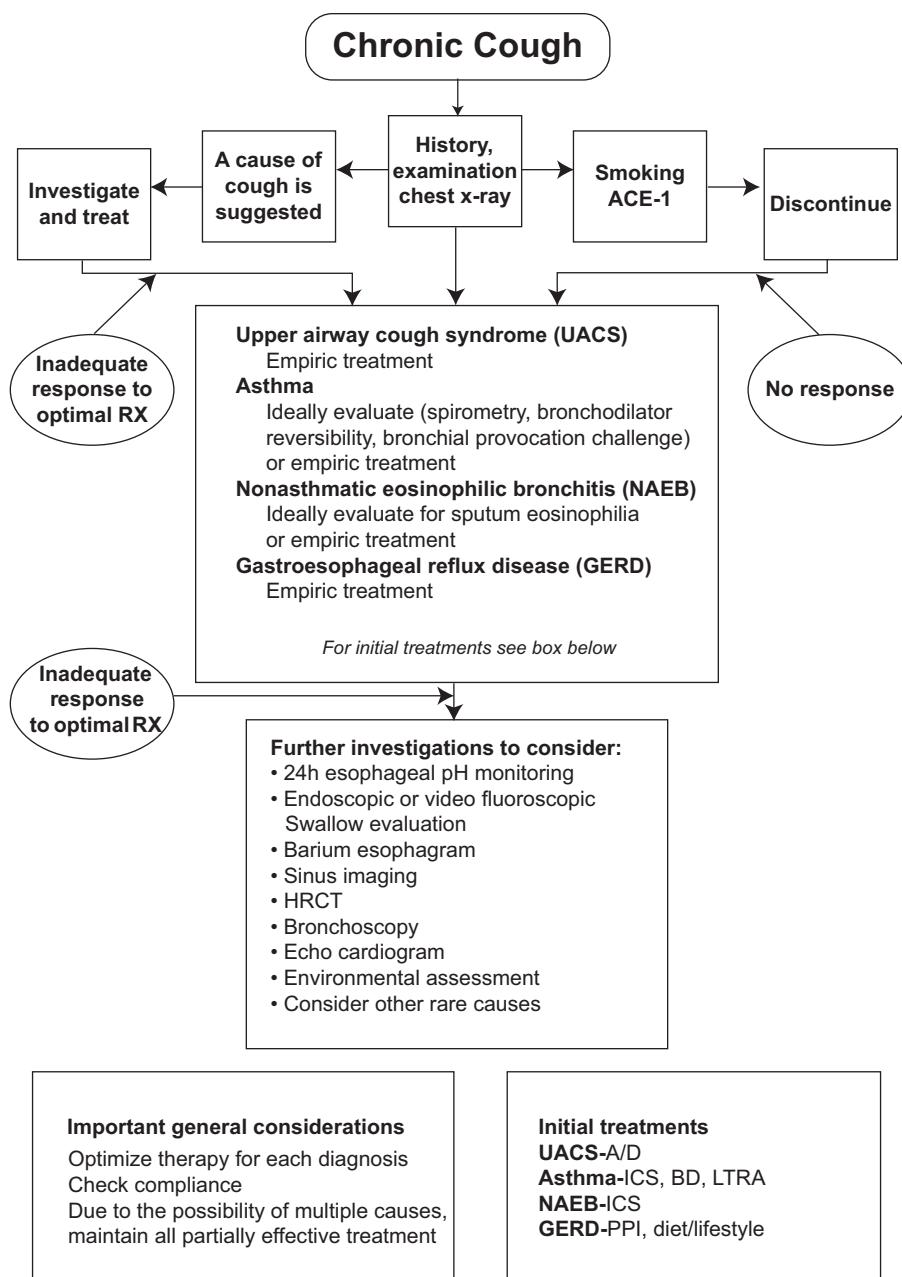 Chronic Cough
Investigate
and treat
A cause of
cough is
suggested
History,
examination
chest x-ray
Smoking
ACE-1
Discontinue
Inadequate
response to
optimal RX
No response
Upper airway cough syndrome (UACS)
Empiric treatment
Asthma
Ideally evaluate (spirometry, bronchodilator
reversibility, bronchial provocation challenge)
or empiric treatment
Nonasthmatic eosinophilic bronchitis (NAEB)
Ideally evaluate for sputum eosinophilia
or empiric treatment
Gastroesophageal reflux disease (GERD)
Empiric treatment
For initial treatments see box below
Inadequate
response
to optimal RX
Further investigations to consider:
• 24h esophageal pH monitoring
• Endoscopic or video fluoroscopic
Swallow evaluation
• Barium esophagram
• Sinus imaging
• HRCT
• Bronchoscopy
• Echo cardiogram
• Environmental assessment
• Consider other rare causes
Important general considerations
Optimize therapy for each diagnosis
Check compliance
Due to the possibility of multiple causes,
maintain all partially effective treatment
Initial treatments
UACS-A/D
Asthma-ICS, BD, LTRA
NAEB-ICS
GERD-PPI, diet/lifestyle